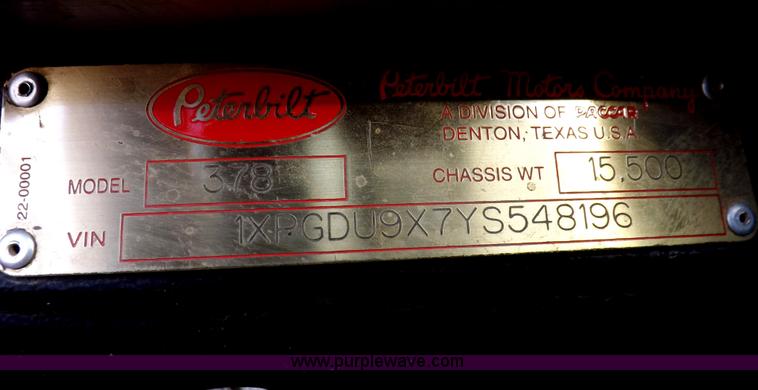 Peterbilt
Peterbilt Motors Company
A DIVISION OF PACCAR
DENTON, TEXAS U.S.A.
MODEL 378
CHASSIS WT 15,500
VIN 1XPGDU9X7YS548196
22-00001
www.purplewave.com